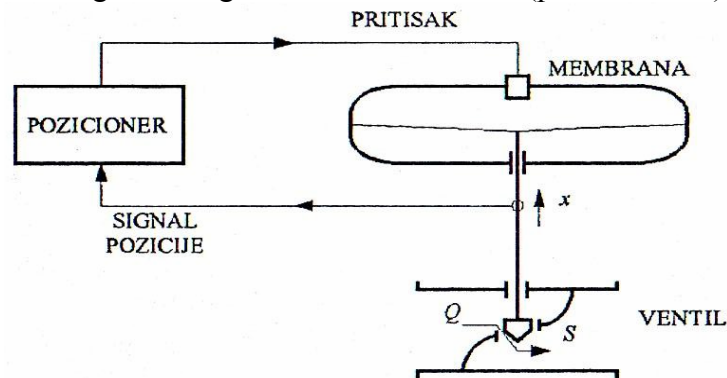 PRITISAK
MEMBRANA
POZICIONER
x
SIGNAL
POZICIJE
Q
S
VENTIL